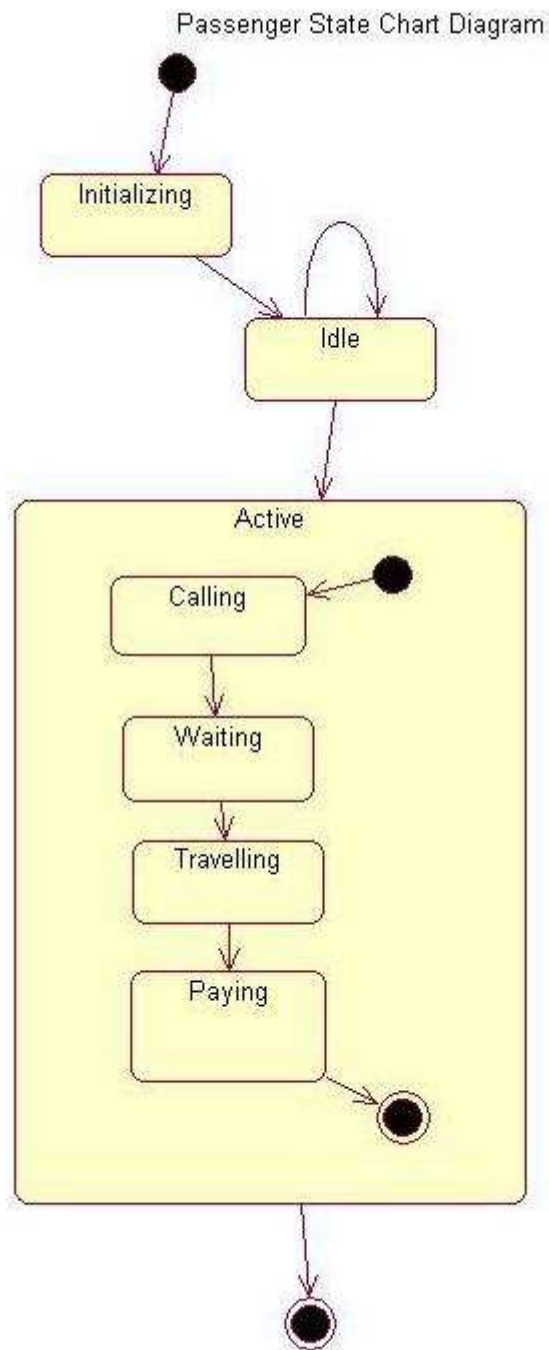 Passenger State Chart Diagram
Initializing
Idle
Active
Calling
Waiting
Travelling
Paying